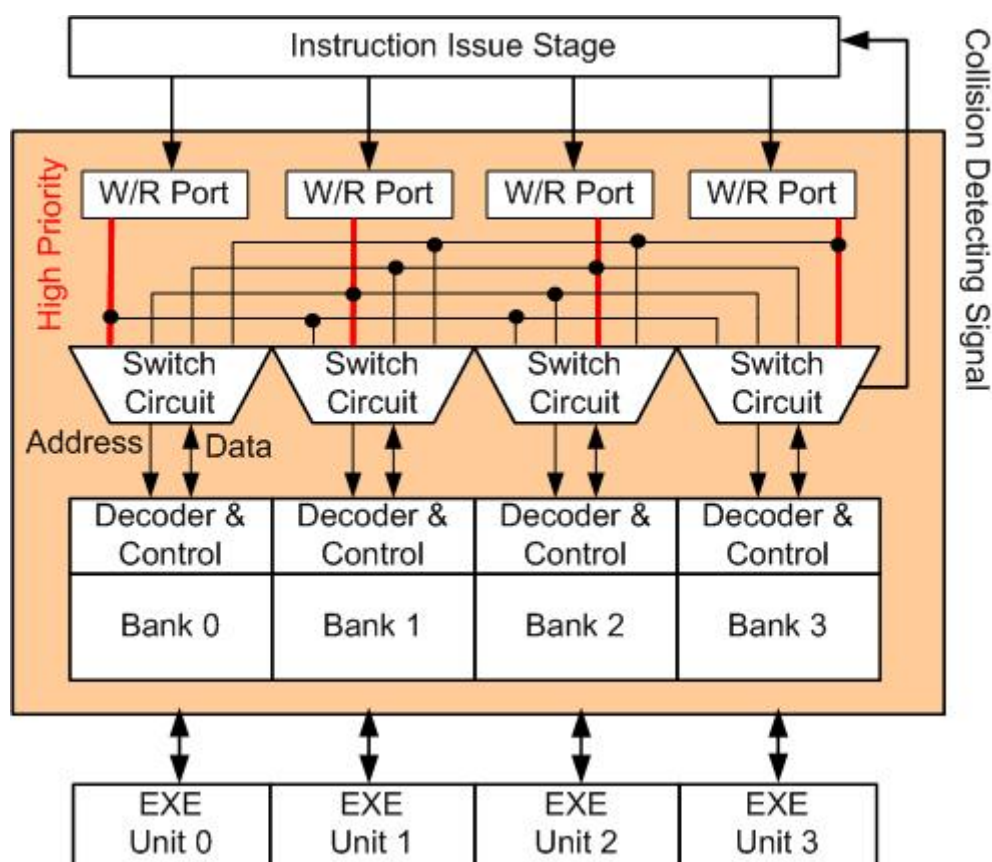 Instruction Issue Stage
Collision Detecting Signal
High Priority
W/R Port
W/R Port
W/R Port
W/R Port
Switch
Circuit
Switch
Circuit
Switch
Circuit
Switch
Circuit
Address
Data
Decoder &
Control
Decoder &
Control
Decoder &
Control
Decoder &
Control
Bank 0
Bank 1
Bank 2
Bank 3
EXE
Unit 0
EXE
Unit 1
EXE
Unit 2
EXE
Unit 3